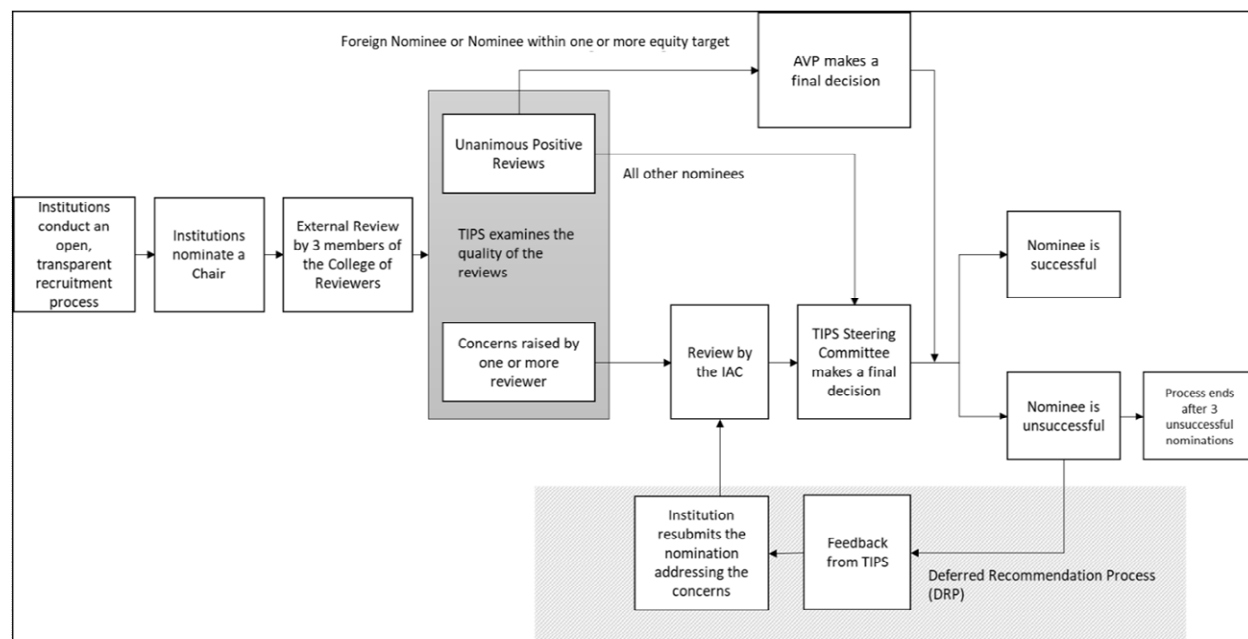 Foreign Nominee or Nominee within one or more equity target
AVP makes a
final decision
Unanimous Positive
Reviews
All other nominees
Institutions
conduct an
open,
transparent
recruitment
process
Institutions
nominate a
Chair
External Review
by 3 members of
the College of
Reviewers
TIPS examines the
quality of the
reviews
Nominee is
successful
Concerns raised by
one or more
reviewer
Review by
the IAC
TIPS Steering
Committee
makes a final
decision
Nominee is
unsuccessful
Process ends
after 3
unsuccessful
nominations
Institution
resubmits the
nomination
addressing the
concerns
Feedback
from TIPS
Deferred Recommendation Process
(DRP)